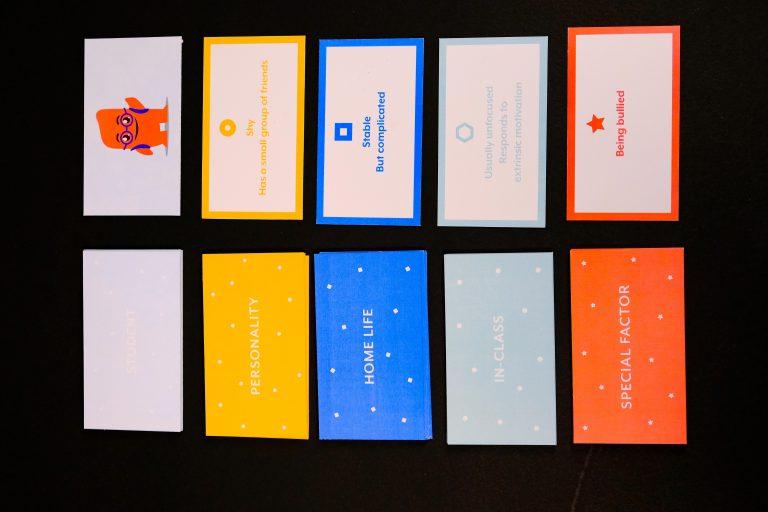 Shy
Has a small group of friends
Stable
But complicated
Usually unfocused
Responds to
extrinsic motivation
Being bullied
STUDENT
PERSONALITY
HOME LIFE
IN-CLASS
SPECIAL FACTOR